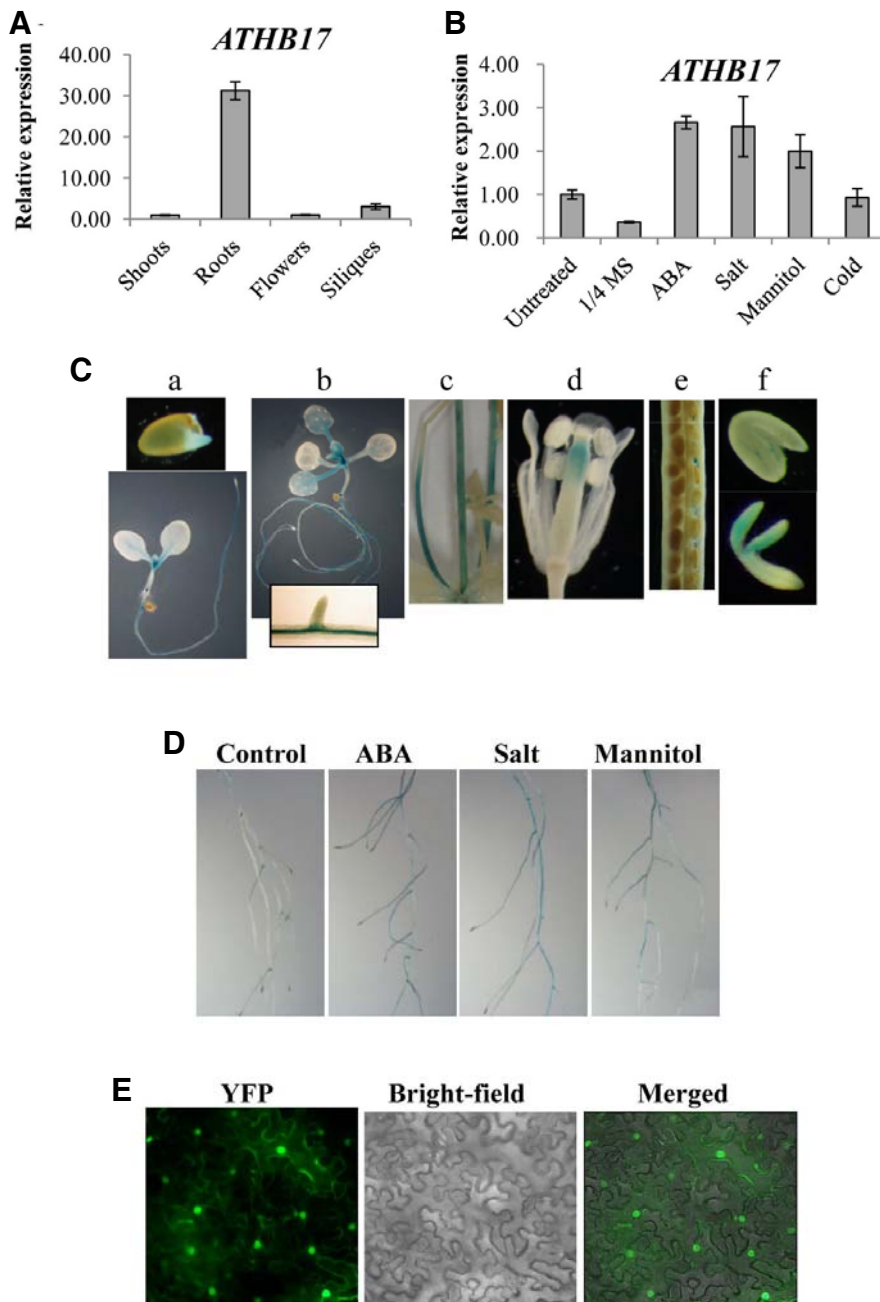 A
ATHB17
Relative expression
40.00
30.00
20.00
10.00
0.00
Shoots
Roots
Flowers
Siliques
B
ATHB17
Relative expression
4.00
3.00
2.00
1.00
0.00
Untreated
1/4 MS
ABA
Salt
Mannitol
Cold
C
a
b
c
d
e
f
D
Control
ABA
Salt
Mannitol
E
YFP
Bright-field
Merged